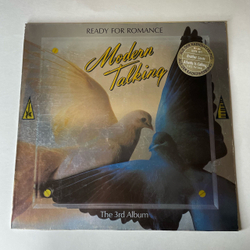 READY FOR ROMANCE
Modern
Talking
The 3rd Album